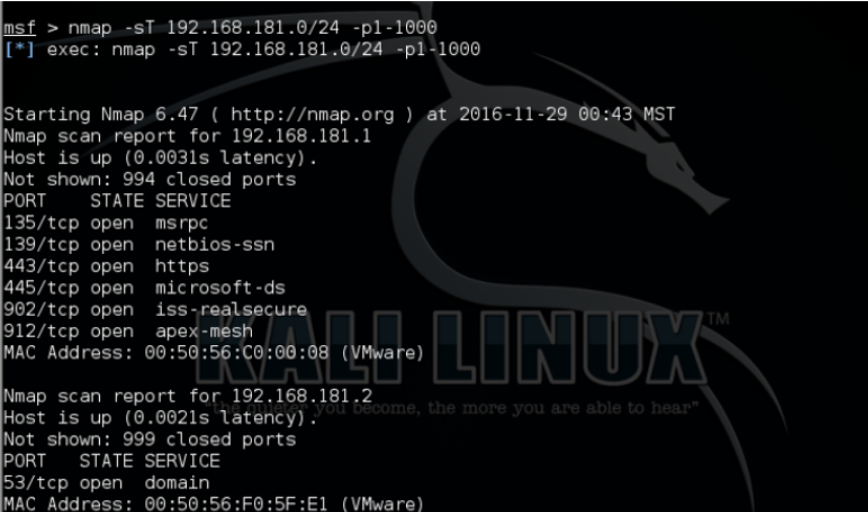 msf > nmap -sT 192.168.181.0/24 -p1-1000
[*] exec: nmap -sT 192.168.181.0/24 -p1-1000
Starting Nmap 6.47 ( http://nmap.org ) at 2016-11-29 00:43 MST
Nmap scan report for 192.168.181.1
Host is up (0.0031s latency).
Not shown: 994 closed ports
PORT    STATE SERVICE
135/tcp open  msrpc
139/tcp open  netbios-ssn
443/tcp open  https
445/tcp open  microsoft-ds
902/tcp open  iss-realsecure
912/tcp open  apex-mesh
KALI LINUX™
MAC Address: 00:50:56:C0:00:08 (VMware)
Nmap scan report for 192.168.181.2
"the quieter you become, the more you are able to hear"
Host is up (0.0021s latency).
Not shown: 999 closed ports
PORT   STATE SERVICE
53/tcp open  domain
MAC Address: 00:50:56:F0:5F:E1 (VMware)